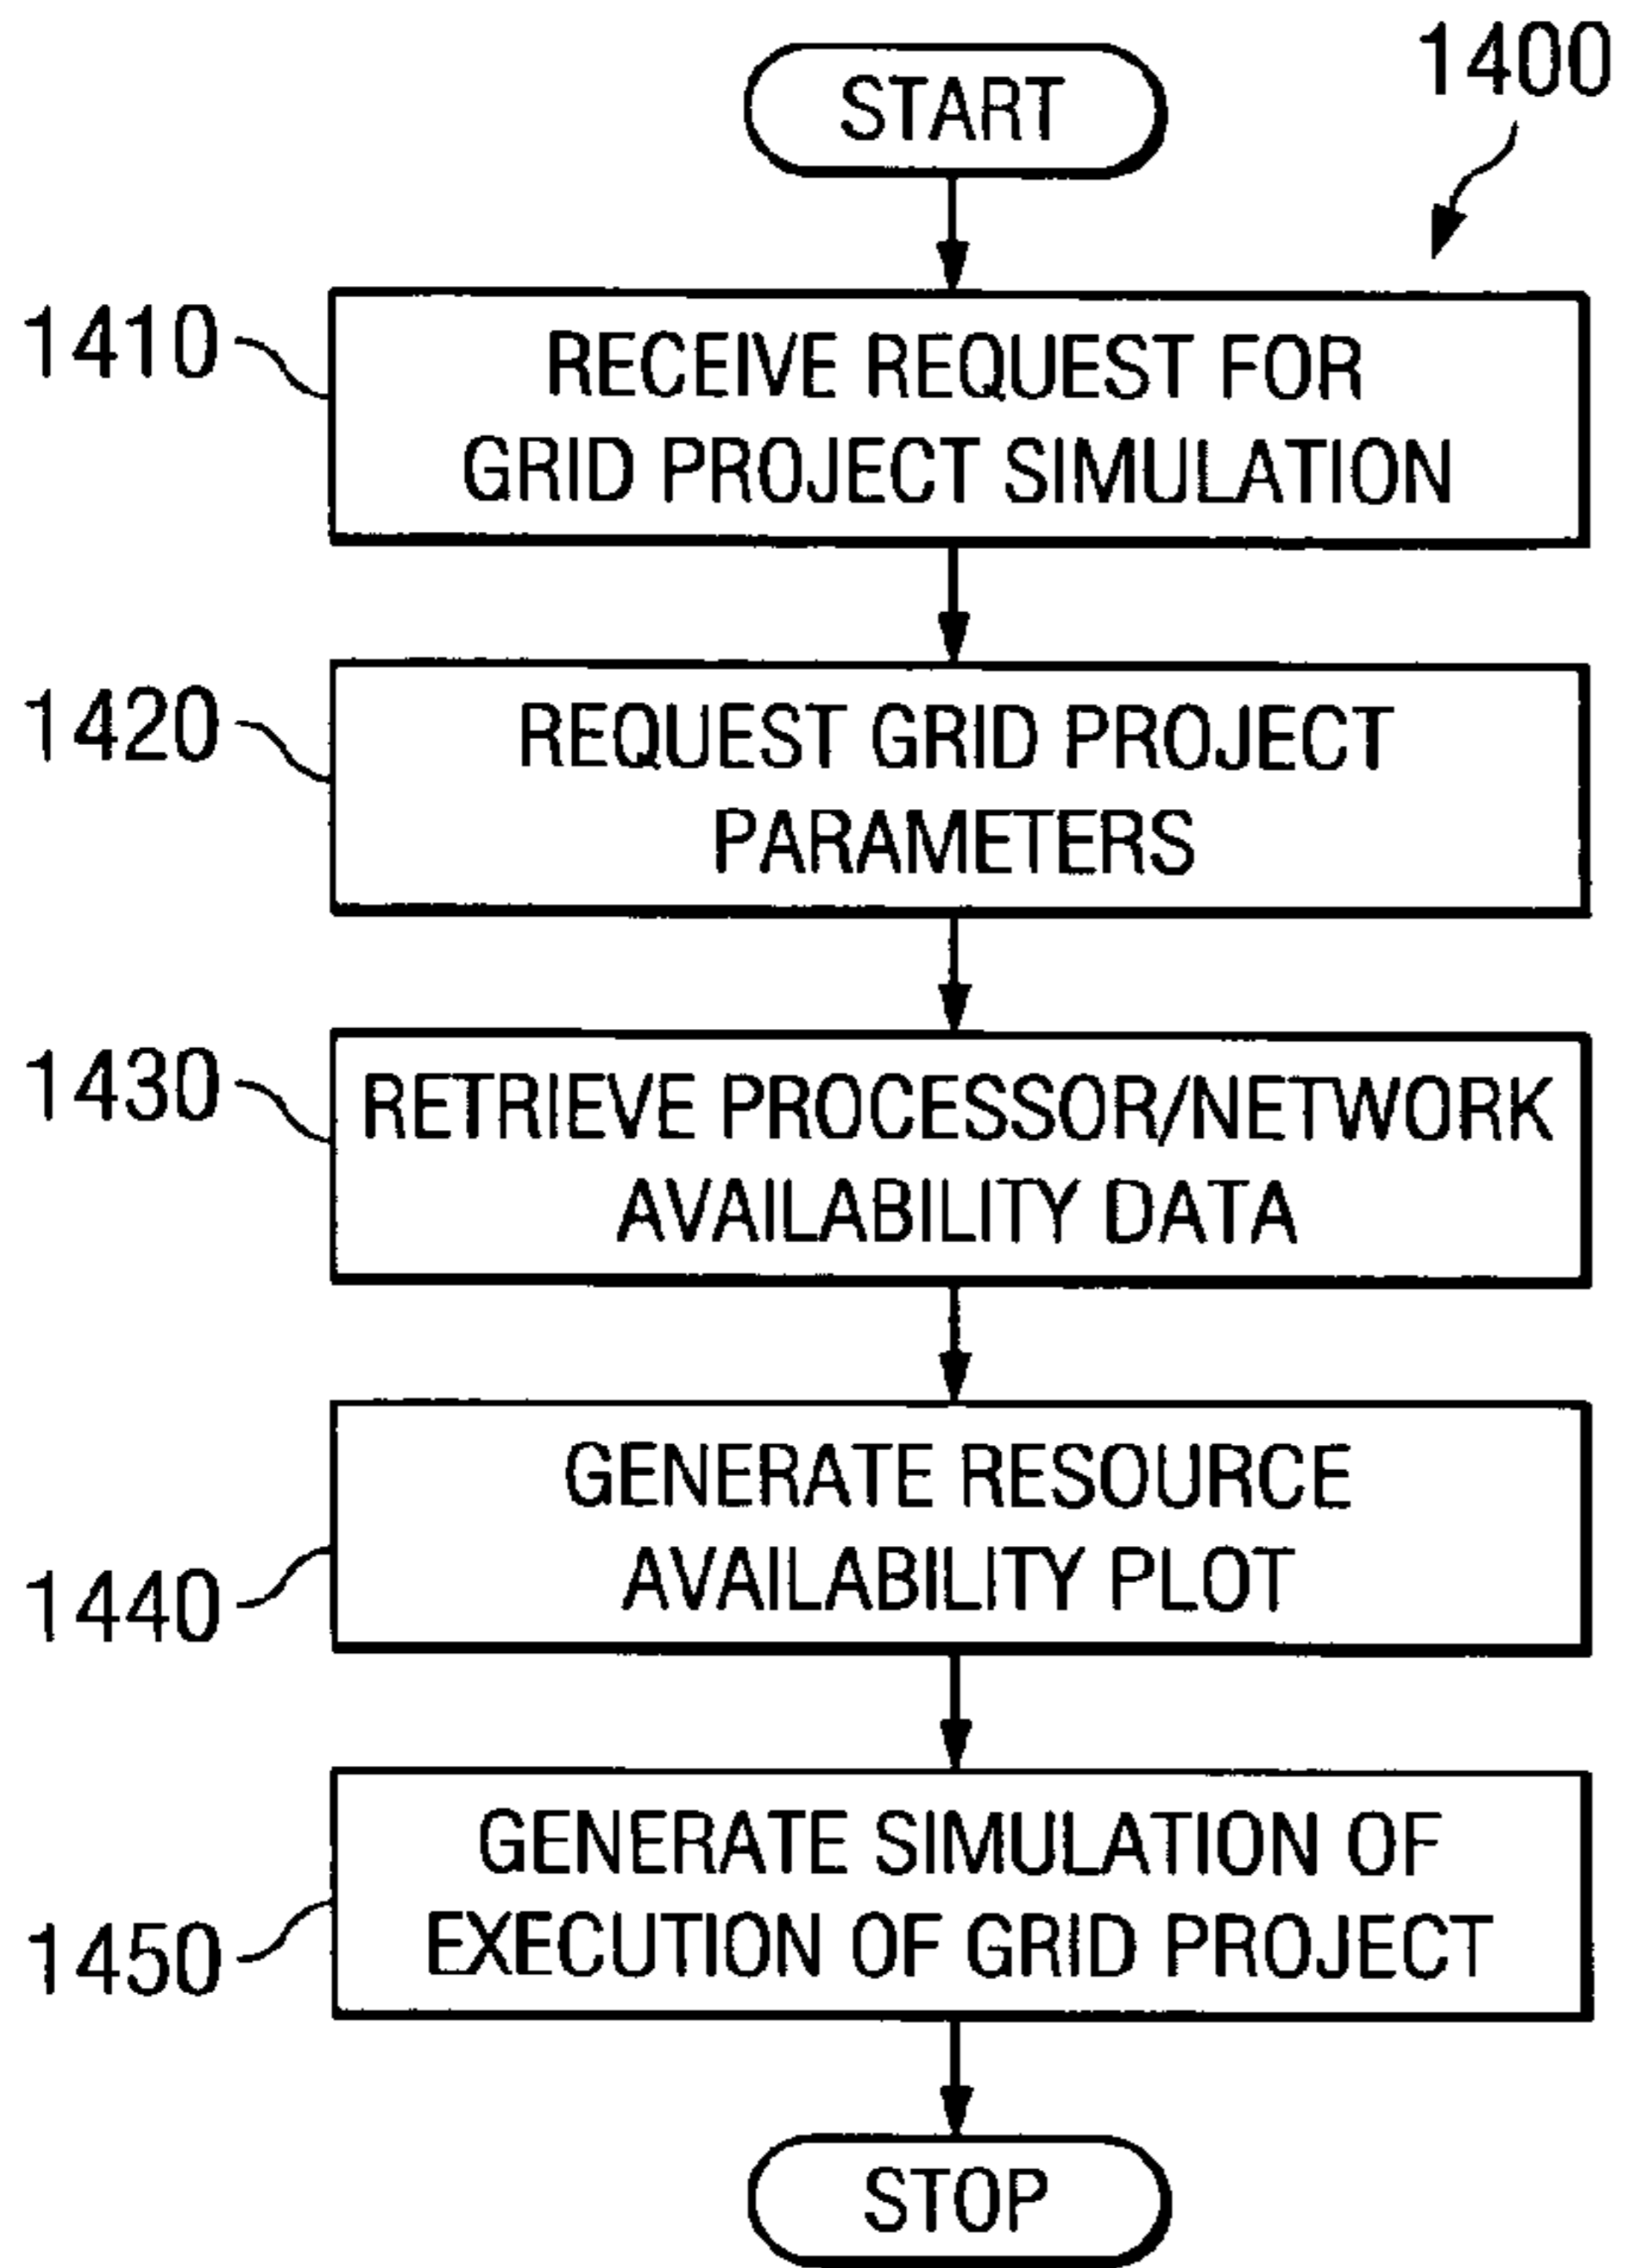 1400
START
1410
RECEIVE REQUEST FOR
GRID PROJECT SIMULATION
1420
REQUEST GRID PROJECT
PARAMETERS
1430
RETRIEVE PROCESSOR/NETWORK
AVAILABILITY DATA
GENERATE RESOURCE
AVAILABILITY PLOT
1440
GENERATE SIMULATION OF
EXECUTION OF GRID PROJECT
1450
STOP